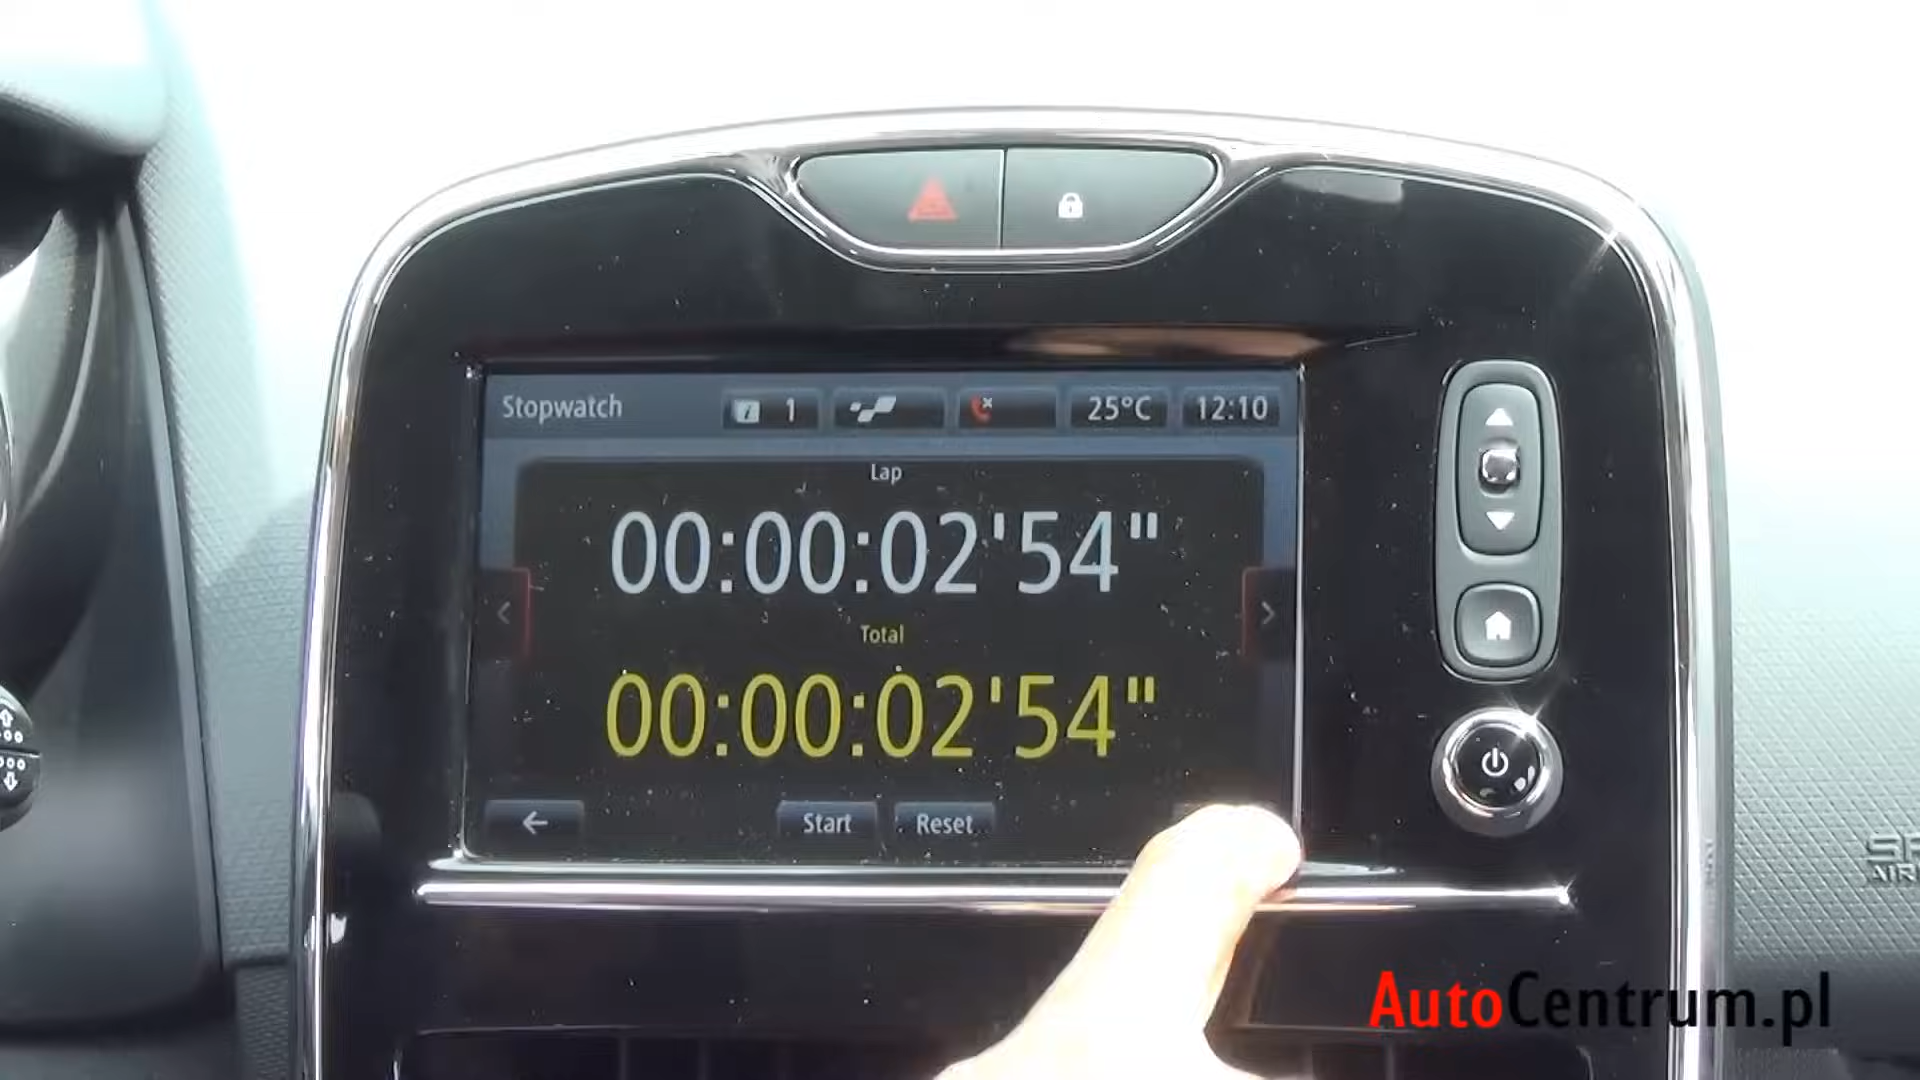 Stopwatch 1 25°C 12:10
Lap
00:00:02'54"
Total
00:00:02'54"
Start Reset
AutoCentrum.pl